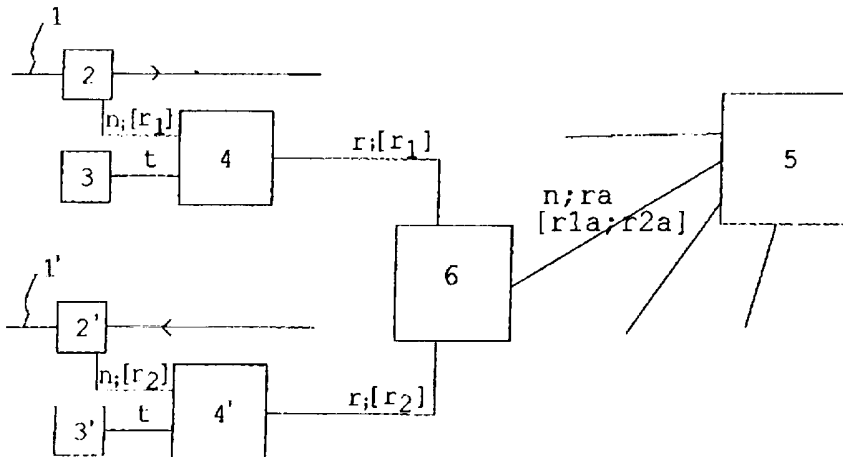 1
2
n;[r1]
r;[r1]
3
t
4
5
n;ra
[r1a;r2a]
6
1'
2'
n;[r2]
r;[r2]
3'
t
4'